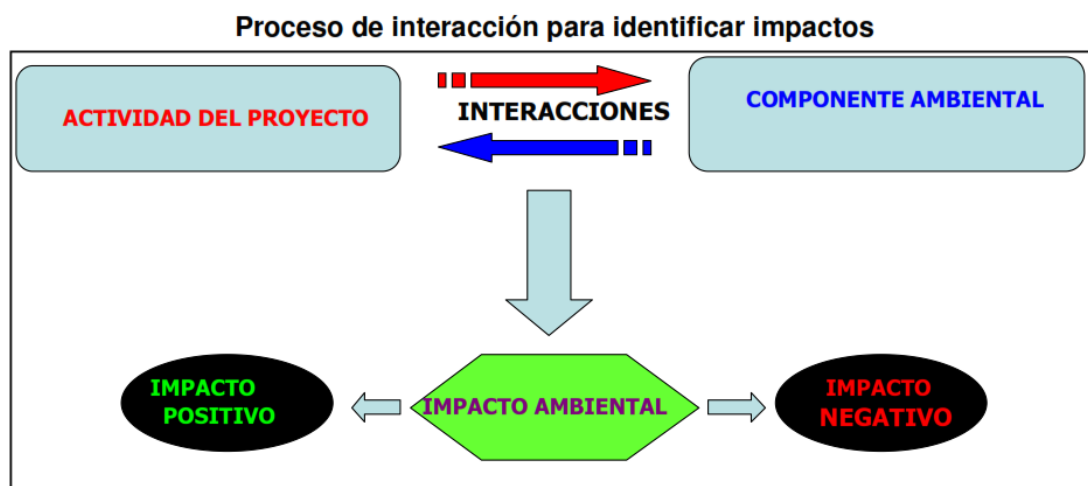 Proceso de interacción para identificar impactos
ACTIVIDAD DEL PROYECTO
INTERACCIONES
COMPONENTE AMBIENTAL
IMPACTO
POSITIVO
IMPACTO AMBIENTAL
IMPACTO
NEGATIVO